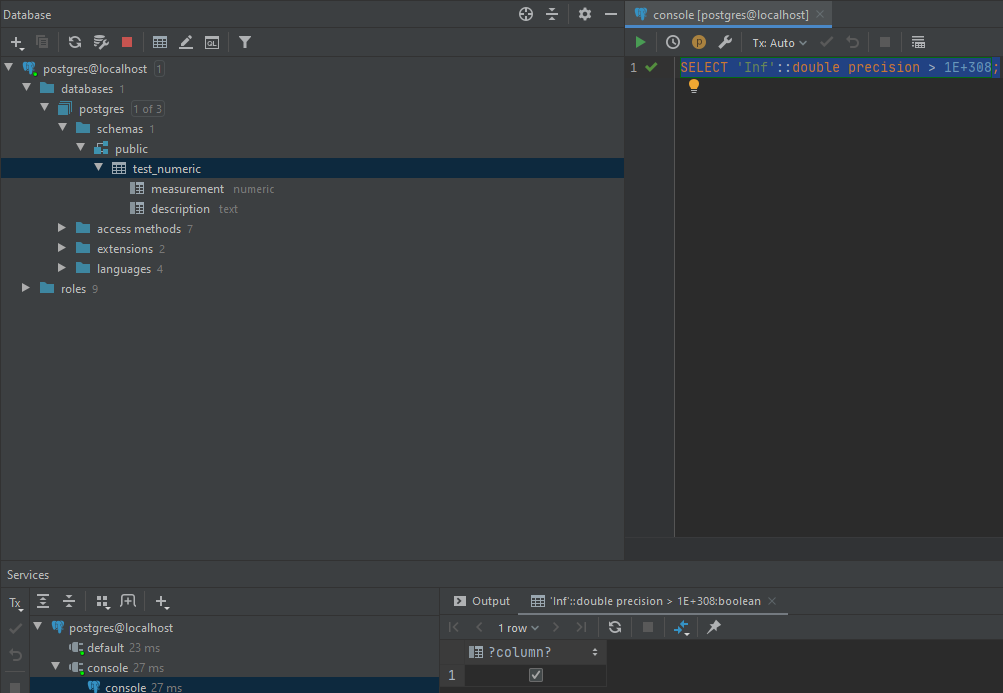 Database
postgres@localhost 1
databases 1
postgres 1 of 3
schemas 1
public
test_numeric
measurement numeric
description text
access methods 7
extensions 2
languages 4
roles 9
console [postgres@localhost]
Tx: Auto
1 SELECT 'Inf'::double precision > 1E+308;
Services
Tx
postgres@localhost
default 23 ms
console 27 ms
console 27 ms
Output 'Inf'::double precision > 1E+308:boolean
1 row
?column?
1